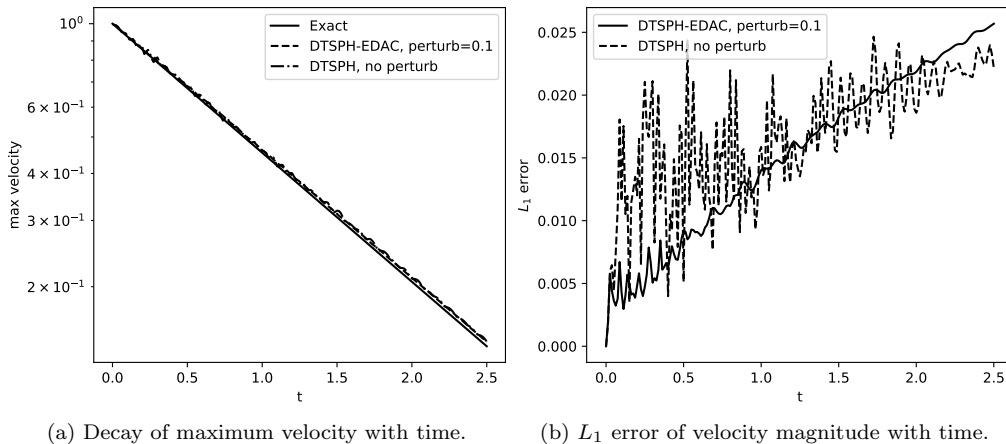 10⁰
6 × 10⁻¹
4 × 10⁻¹
3 × 10⁻¹
2 × 10⁻¹
max velocity
Exact
DTSPH-EDAC, perturb=0.1
DTSPH, no perturb
0.0 0.5 1.0 1.5 2.0 2.5
t
(a) Decay of maximum velocity with time.
0.025
0.020
0.015
0.010
0.005
0.000
L₁ error
DTSPH-EDAC, perturb=0.1
DTSPH, no perturb
0.0 0.5 1.0 1.5 2.0 2.5
t
(b) L₁ error of velocity magnitude with time.